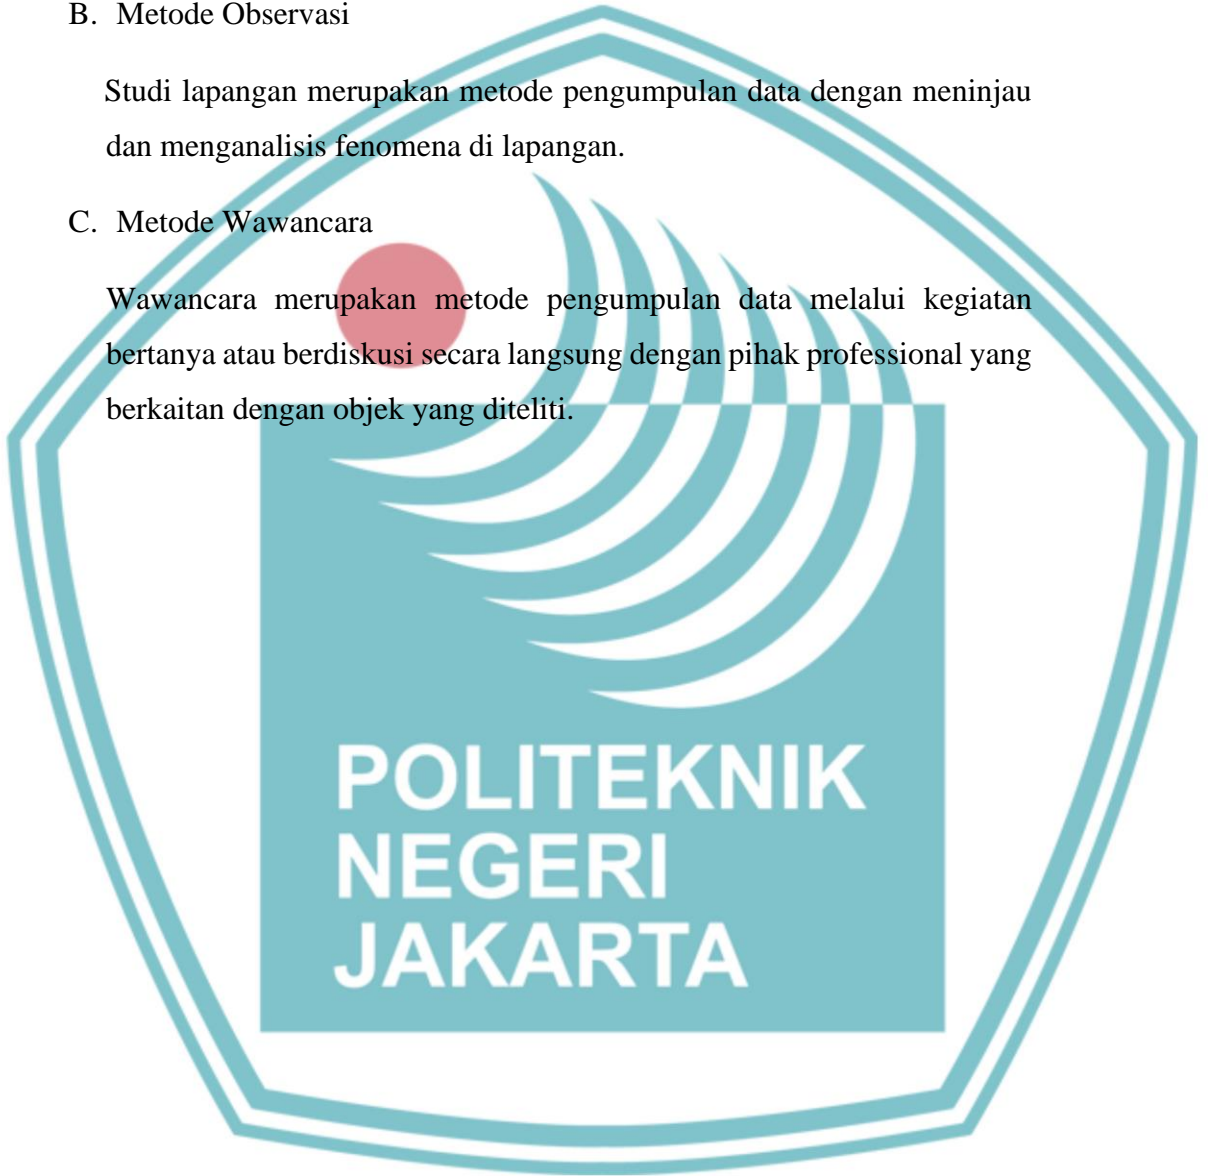 B. Metode Observasi
Studi lapangan merupakan metode pengumpulan data dengan meninjau
dan menganalisis fenomena di lapangan.
C. Metode Wawancara
Wawancara merupakan metode pengumpulan data melalui kegiatan
bertanya atau berdiskusi secara langsung dengan pihak professional yang
berkaitan dengan objek yang diteliti.
POLITEKNIK
NEGERI
JAKARTA